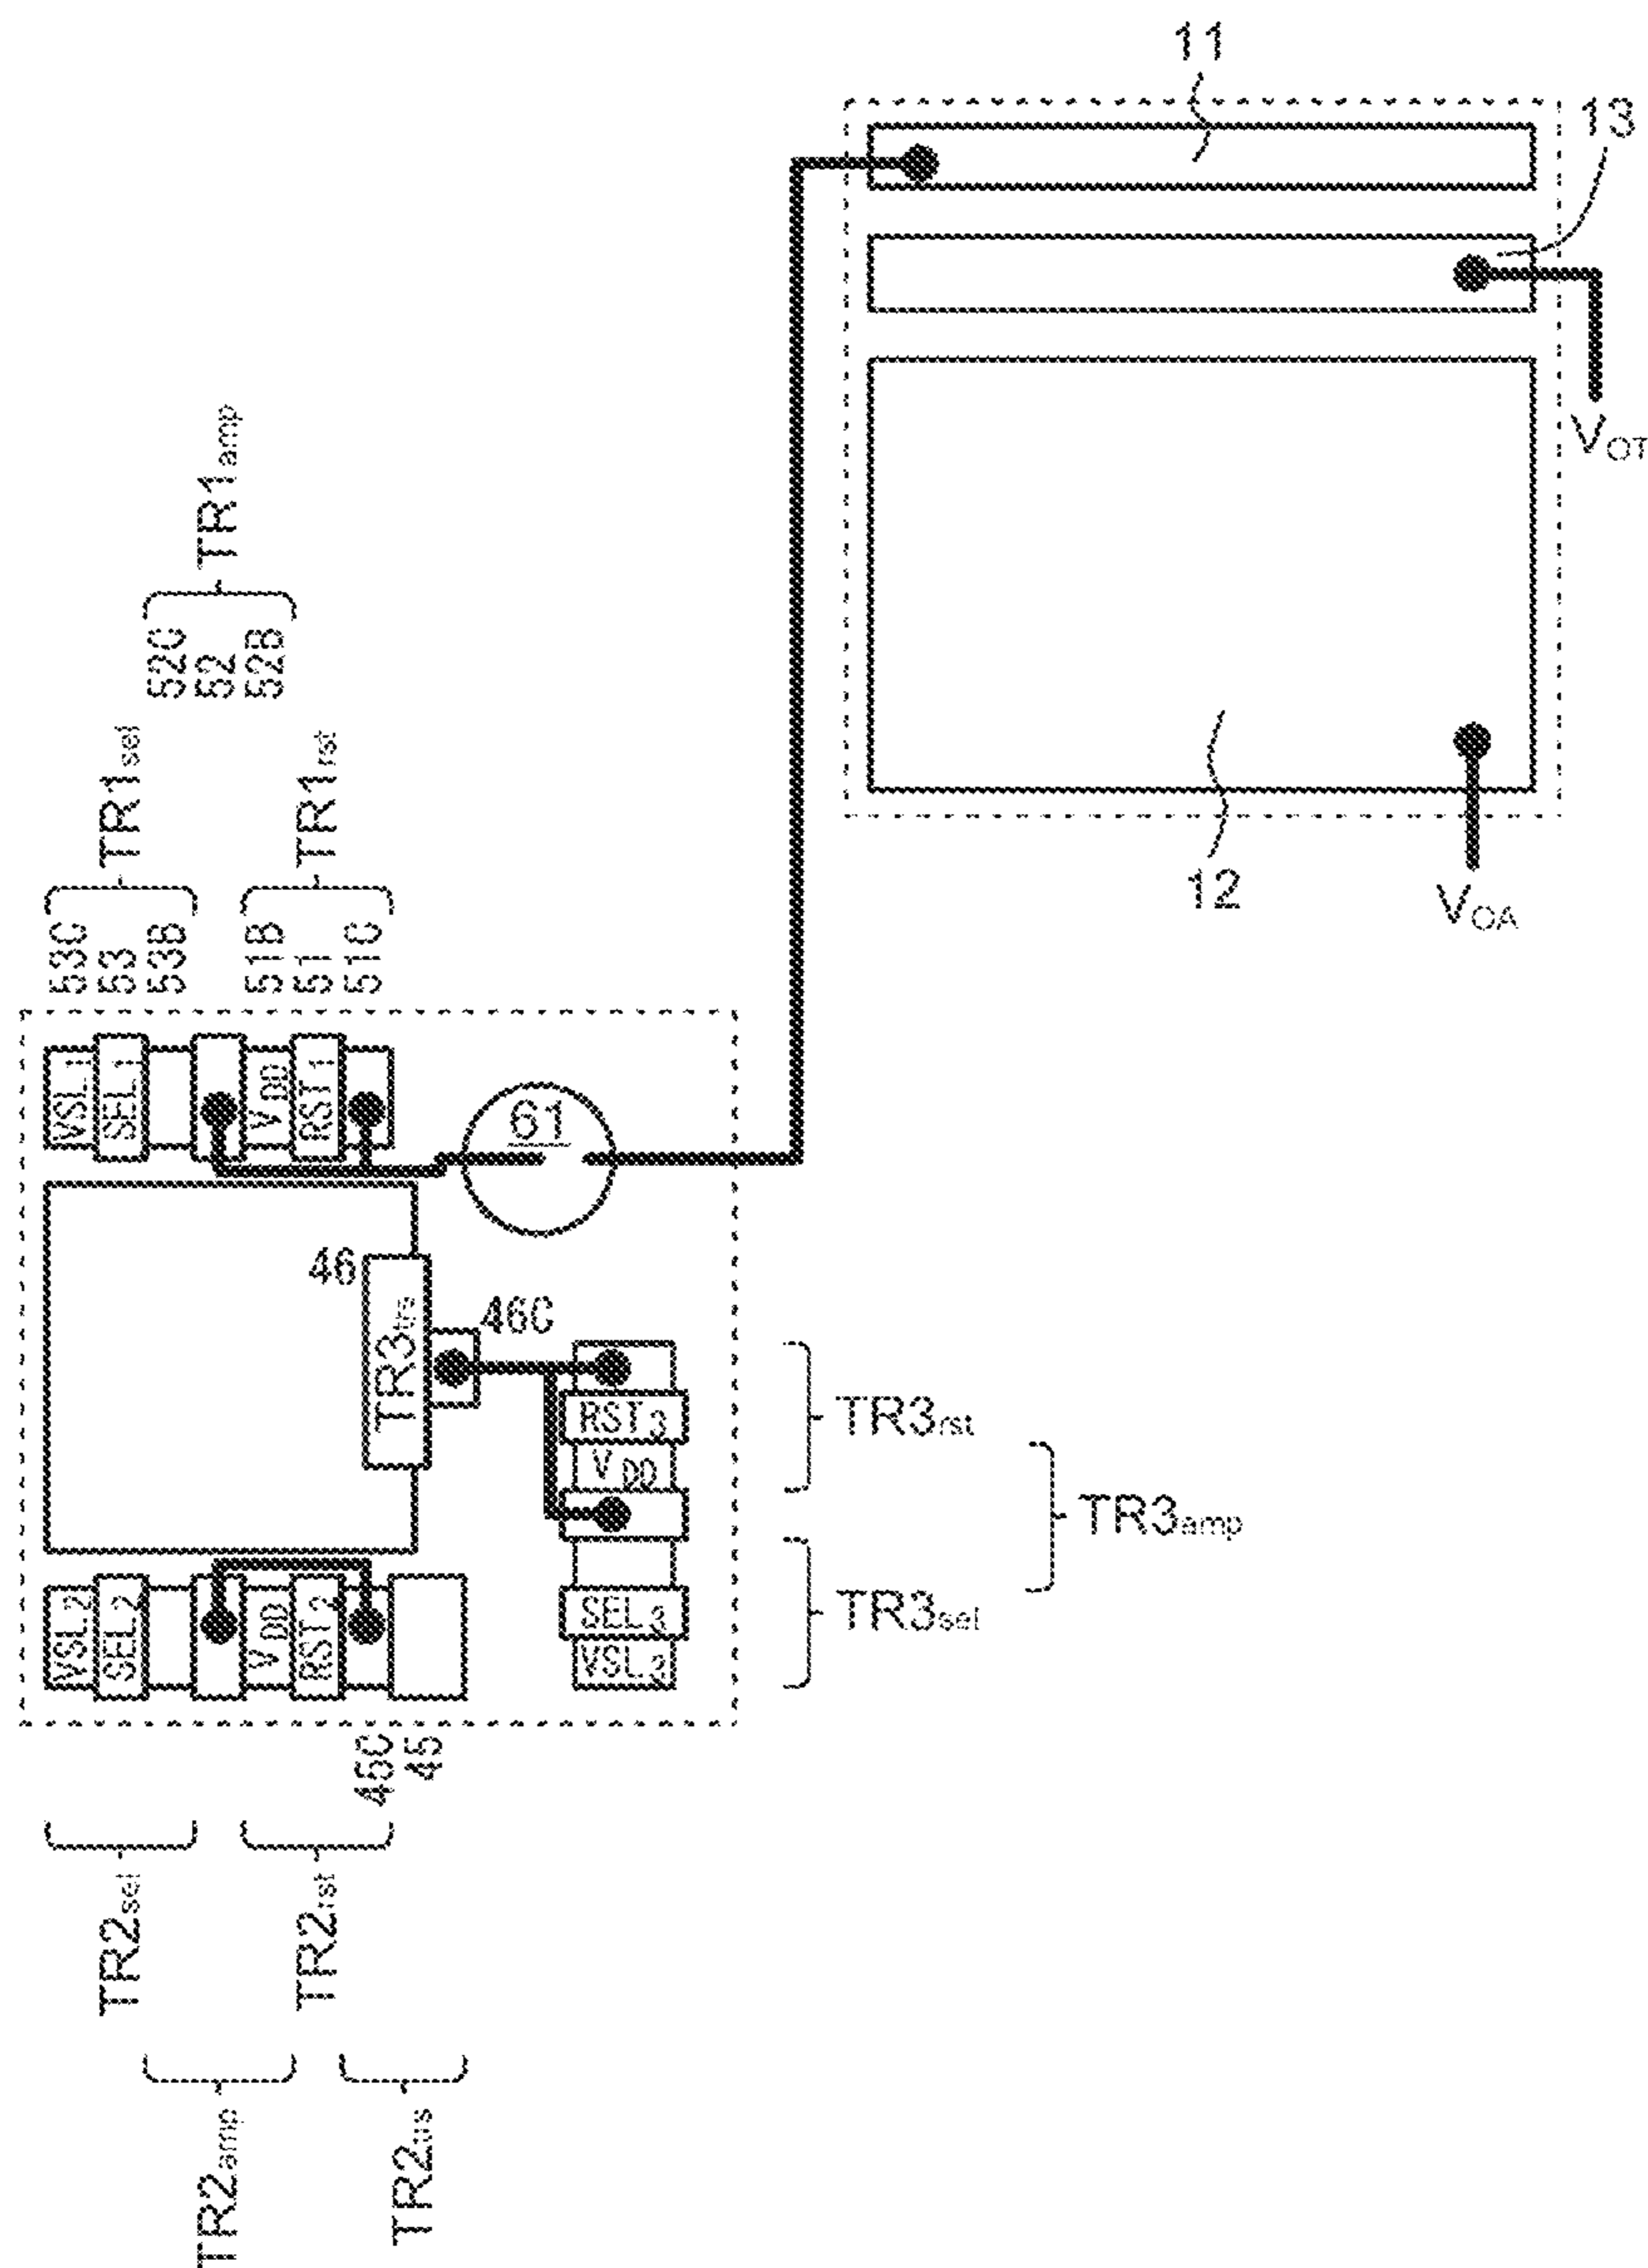 11
13
V_OT
12
V_OA
TR1amp
52C
52
52B
TR1sel
TR1rst
53C
53
53B
51B
51
51C
VSL1
SEL1
VDD
RST1
61
46
TR3trs
46C
RST3
VDD
SEL3
VSL3
TR3rst
TR3amp
TR3sel
VSL2
SEL2
VDD
RST2
45C
45
TR2sel
TR2rst
TR2amp
TR2trs